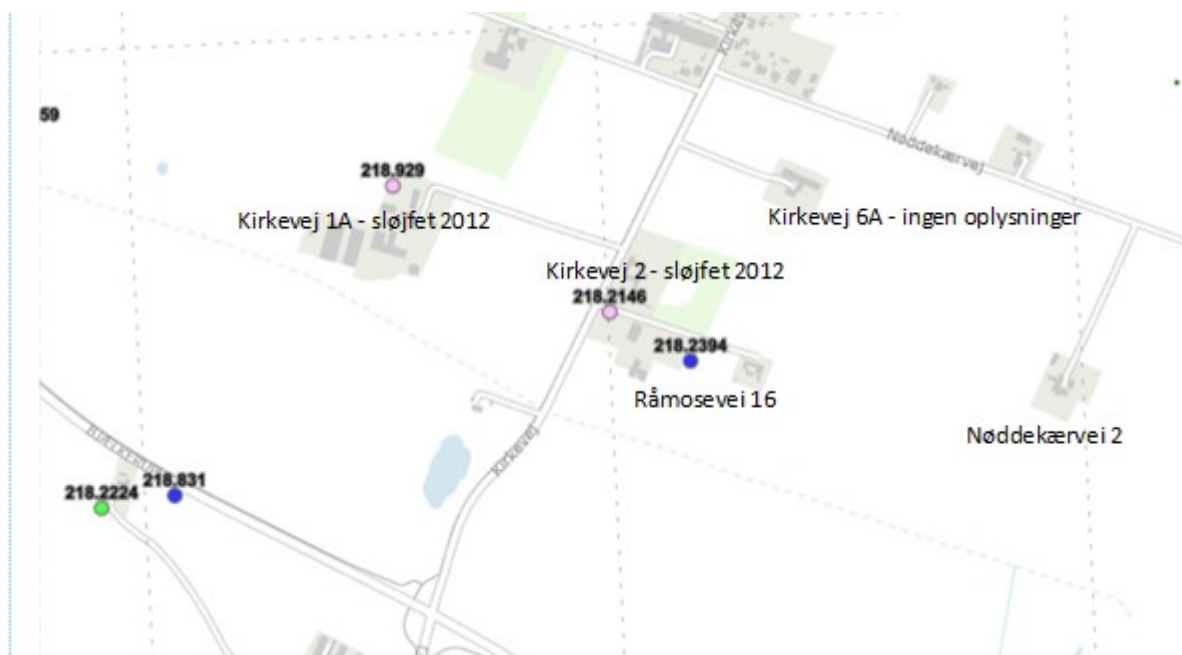 Kirkevej
59
Nøddekærvej
218.929
Kirkevej 1A - sløjfet 2012
Kirkevej 6A - ingen oplysninger
Kirkevej 2 - sløjfet 2012
218.2146
218.2394
Råmosevej 16
Nøddekærvej 2
Kirkevej
218.831
218.2224